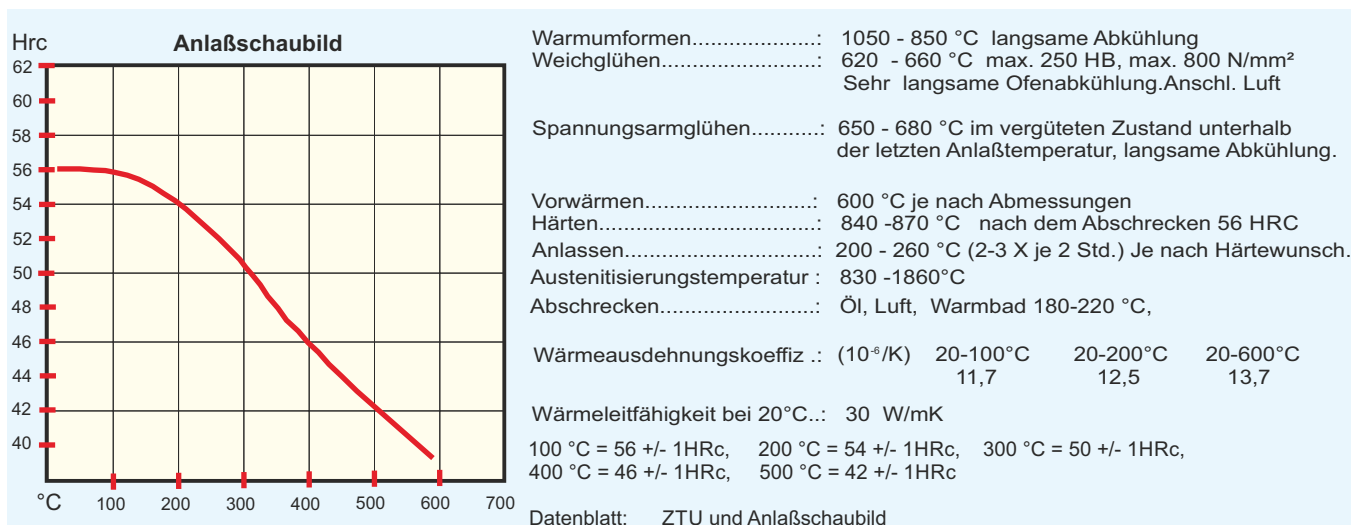 Hrc
Anlaßschaubild
62
60
58
56
54
52
50
48
46
44
42
40
°C 100 200 300 400 500 600 700
Warmumformen.....................: 1050 - 850 °C langsame Abkühlung
Weichglühen..........................: 620 - 660 °C max. 250 HB, max. 800 N/mm²
Sehr langsame Ofenabkühlung.Anschl. Luft
Spannungsarmglühen...........: 650 - 680 °C im vergüteten Zustand unterhalb
der letzten Anlaßtemperatur, langsame Abkühlung.
Vorwärmen............................: 600 °C je nach Abmessungen
Härten....................................: 840 -870 °C nach dem Abschrecken 56 HRC
Anlassen................................: 200 - 260 °C (2-3 X je 2 Std.) Je nach Härtewunsch.
Austenitisierungstemperatur : 830 -1860°C
Abschrecken..........................: Öl, Luft, Warmbad 180-220 °C,
Wärmeausdehnungskoeffiz .: (10⁻⁶/K) 20-100°C 20-200°C 20-600°C
11,7 12,5 13,7
Wärmeleitfähigkeit bei 20°C..: 30 W/mK
100 °C = 56 +/- 1HRc, 200 °C = 54 +/- 1HRc, 300 °C = 50 +/- 1HRc,
400 °C = 46 +/- 1HRc, 500 °C = 42 +/- 1HRc
Datenblatt: ZTU und Anlaßschaubild